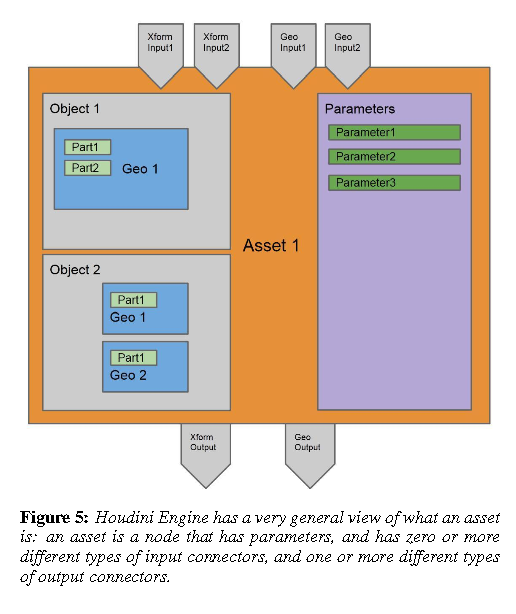 Xform
Input1
Xform
Input2
Geo
Input1
Geo
Input2
Object 1
Part1
Part2
Geo 1
Parameters
Parameter1
Parameter2
Parameter3
Asset 1
Object 2
Part1
Geo 1
Part1
Geo 2
Xform
Output
Geo
Output
Figure 5: Houdini Engine has a very general view of what an asset
is: an asset is a node that has parameters, and has zero or more
different types of input connectors, and one or more different types
of output connectors.